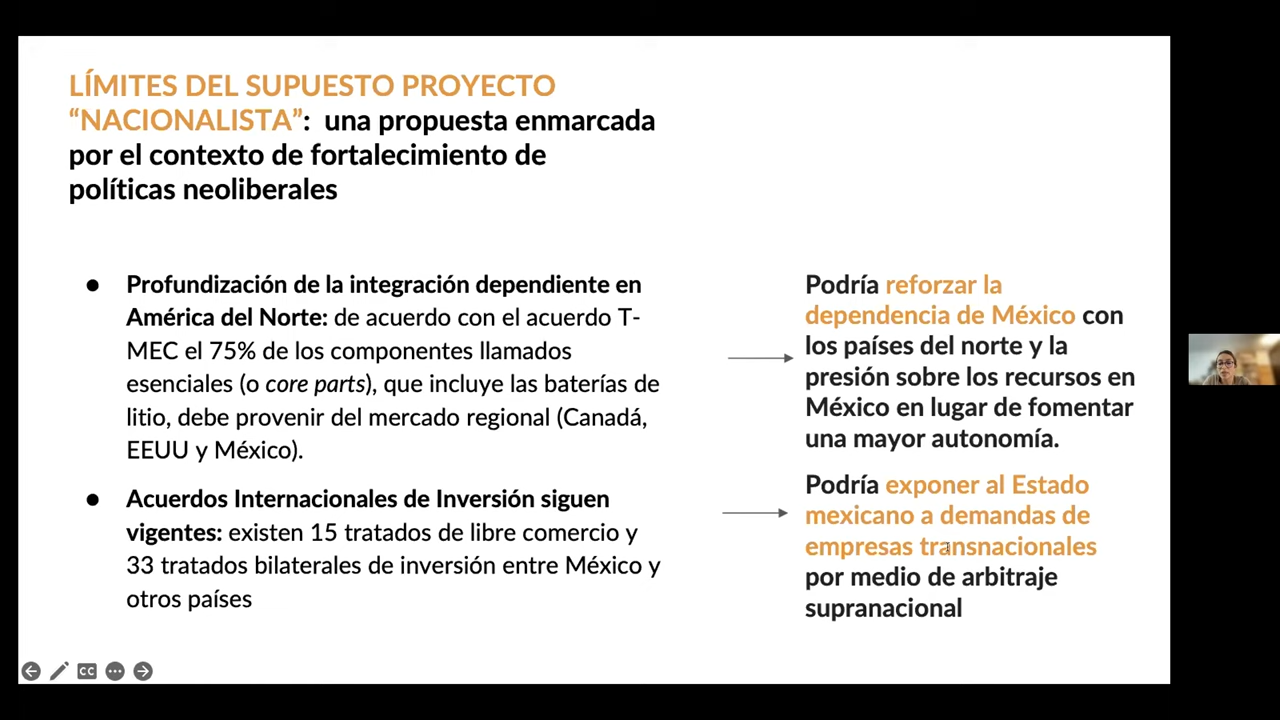 LÍMITES DEL SUPUESTO PROYECTO
“NACIONALISTA”: una propuesta enmarcada
por el contexto de fortalecimiento de
políticas neoliberales
● Profundización de la integración dependiente en
América del Norte: de acuerdo con el acuerdo T-
MEC el 75% de los componentes llamados
esenciales (o core parts), que incluye las baterías de
litio, debe provenir del mercado regional (Canadá,
EEUU y México).
● Acuerdos Internacionales de Inversión siguen
vigentes: existen 15 tratados de libre comercio y
33 tratados bilaterales de inversión entre México y
otros países
Podría reforzar la
dependencia de México con
los países del norte y la
presión sobre los recursos en
México en lugar de fomentar
una mayor autonomía.
Podría exponer al Estado
mexicano a demandas de
empresas transnacionales
por medio de arbitraje
supranacional
CC